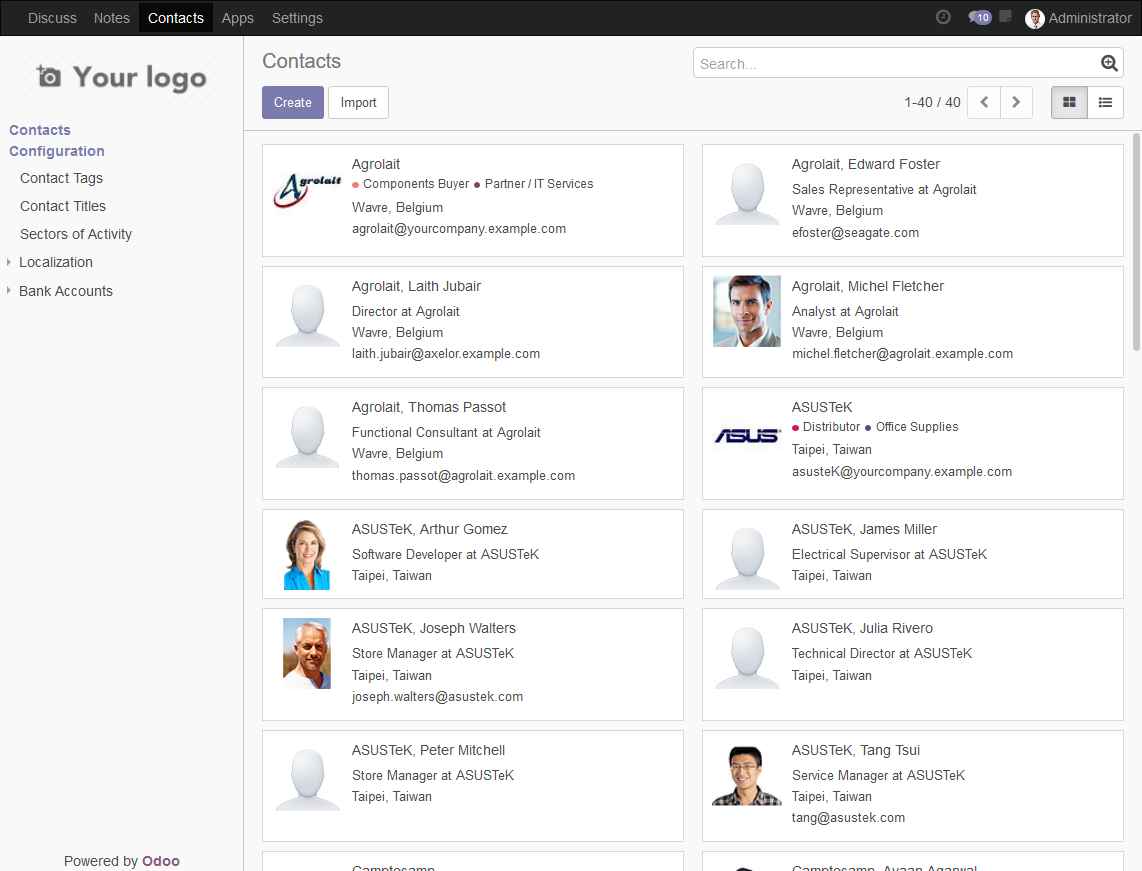 Discuss Notes Contacts Apps Settings 10 Administrator
Your logo
Contacts
Configuration
Contact Tags
Contact Titles
Sectors of Activity
Localization
Bank Accounts
Powered by Odoo
Contacts
Search...
Create Import
1-40 / 40
Agrolait
Agrolait
Components Buyer Partner / IT Services
Wavre, Belgium
agrolait@yourcompany.example.com
Agrolait, Edward Foster
Sales Representative at Agrolait
Wavre, Belgium
efoster@seagate.com
Agrolait, Laith Jubair
Director at Agrolait
Wavre, Belgium
laith.jubair@axelor.example.com
Agrolait, Michel Fletcher
Analyst at Agrolait
Wavre, Belgium
michel.fletcher@agrolait.example.com
Agrolait, Thomas Passot
Functional Consultant at Agrolait
Wavre, Belgium
thomas.passot@agrolait.example.com
ASUS
ASUSTeK
Distributor Office Supplies
Taipei, Taiwan
asusteK@yourcompany.example.com
ASUSTeK, Arthur Gomez
Software Developer at ASUSTeK
Taipei, Taiwan
ASUSTeK, James Miller
Electrical Supervisor at ASUSTeK
Taipei, Taiwan
ASUSTeK, Joseph Walters
Store Manager at ASUSTeK
Taipei, Taiwan
joseph.walters@asustek.com
ASUSTeK, Julia Rivero
Technical Director at ASUSTeK
Taipei, Taiwan
ASUSTeK, Peter Mitchell
Store Manager at ASUSTeK
Taipei, Taiwan
ASUSTeK, Tang Tsui
Service Manager at ASUSTeK
Taipei, Taiwan
tang@asustek.com
Camptocamp
Camptocamp, Ayaan Agarwal